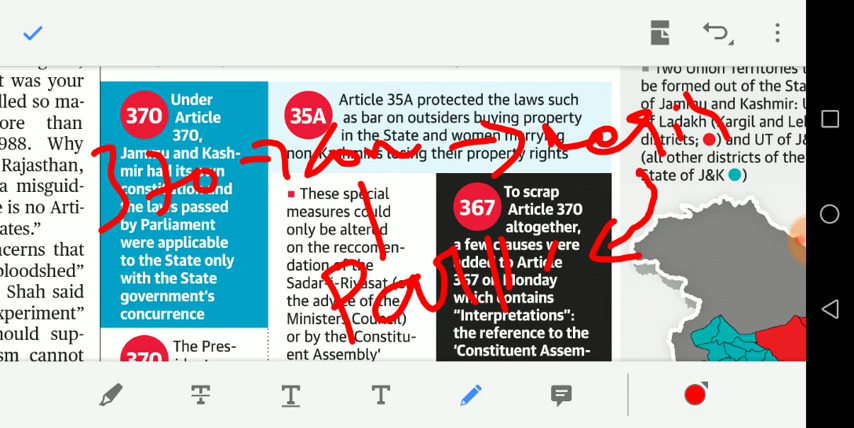 t was your
lled so ma-
ore than
988. Why
Rajasthan,
a misguid-
e is no Arti-
ates."
ncerns that
bloodshed"
Shah said
xperiment"
hould sup-
sm cannot
370
Under
Article
370,
Jammu and Kash-
mir had its own
constitution and
the laws passed
by Parliament
were applicable
to the State only
with the State
government's
concurrence
370 The Pres-
35A
Article 35A protected the laws such
as bar on outsiders buying property
in the State and women marrying
non-Kashmiris losing their property rights
These special
measures could
only be altered
on the reccomen-
dation of the
Sadar-i-Riyasat (or
the advice of the
Ministers Council)
or by the 'Constitu-
ent Assembly'
367
To scrap
Article 370
altogether,
a few clauses were
added to Article
367 on Monday
which contains
"Interpretations":
the reference to the
'Constituent Assem-
Two Union Territories t
be formed out of the Sta
of Jammu and Kashmir: U
of Ladakh (Kargil and Leh
districts; ) and UT of J&
(all other districts of the
State of J&K )
370
Parl
T T T